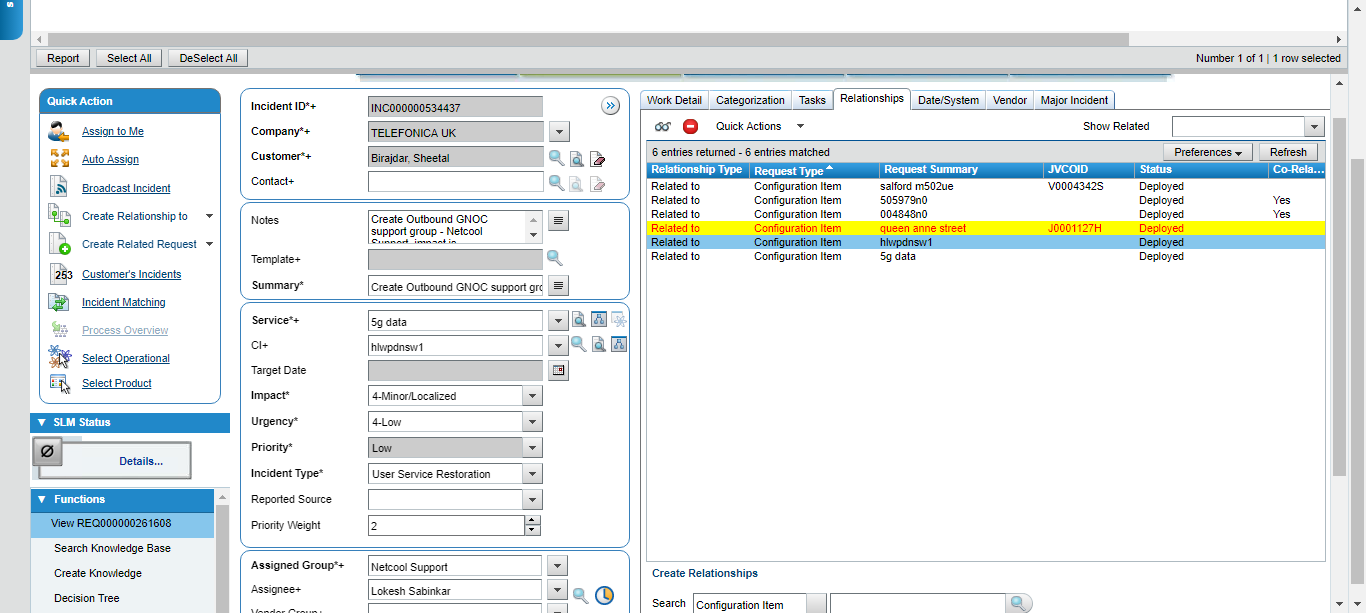 s
Report Select All DeSelect All Number 1 of 1 | 1 row selected
Quick Action
Assign to Me
Auto Assign
Broadcast Incident
Create Relationship to
Create Related Request
253 Customer's Incidents
Incident Matching
Process Overview
Select Operational
Select Product
SLM Status
Details...
Functions
View REQ000000261608
Search Knowledge Base
Create Knowledge
Decision Tree
Incident ID*+ INC000000534437
Company*+ TELEFONICA UK
Customer*+ Birajdar, Sheetal
Contact+
Notes Create Outbound GNOC
support group - Netcool
Support. impact is
Template+
Summary* Create Outbound GNOC support gro
Service*+ 5g data
CI+ hlwpdnsw1
Target Date
Impact* 4-Minor/Localized
Urgency* 4-Low
Priority* Low
Incident Type* User Service Restoration
Reported Source
Priority Weight 2
Assigned Group*+ Netcool Support
Assignee+ Lokesh Sabinkar
Vendor Group+
Work Detail Categorization Tasks Relationships Date/System Vendor Major Incident
Quick Actions Show Related
6 entries returned - 6 entries matched Preferences Refresh
Relationship Type Request Type Request Summary JVCOID Status Co-Rela...
Related to Configuration Item salford m502ue V0004342S Deployed
Related to Configuration Item 505979n0 Deployed Yes
Related to Configuration Item 004848n0 Deployed Yes
Related to Configuration Item queen anne street J0001127H Deployed
Related to Configuration Item hlwpdnsw1 Deployed
Related to Configuration Item 5g data Deployed
Create Relationships
Search Configuration Item